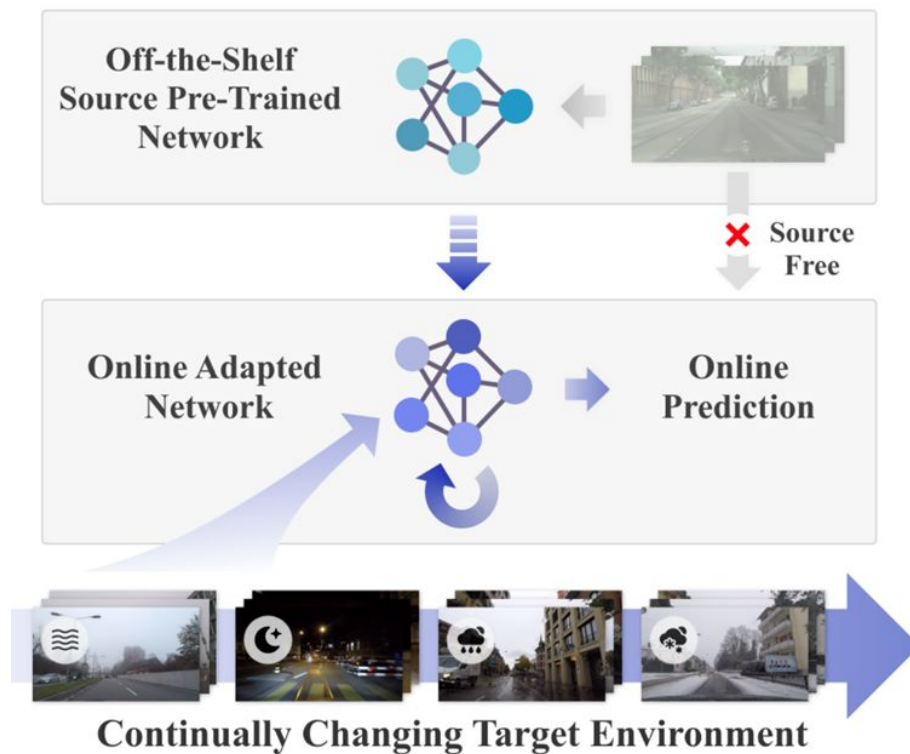 Off-the-Shelf
Source Pre-Trained
Network
Source
Free
Online Adapted
Network
Online
Prediction
Continually Changing Target Environment